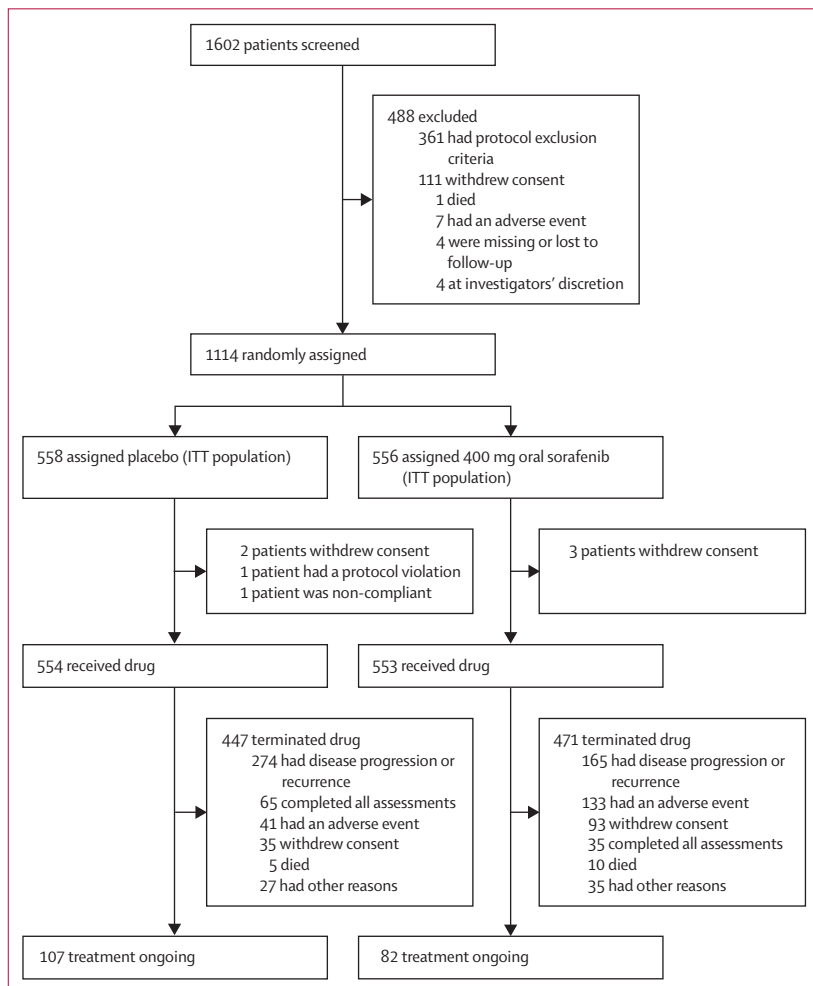 1602 patients screened
488 excluded
361 had protocol exclusion
criteria
111 withdrew consent
1 died
7 had an adverse event
4 were missing or lost to
follow-up
4 at investigators’ discretion
1114 randomly assigned
558 assigned placebo (ITT population)
556 assigned 400 mg oral sorafenib
(ITT population)
2 patients withdrew consent
1 patient had a protocol violation
1 patient was non-compliant
3 patients withdrew consent
554 received drug
553 received drug
447 terminated drug
274 had disease progression or
recurrence
65 completed all assessments
41 had an adverse event
35 withdrew consent
5 died
27 had other reasons
471 terminated drug
165 had disease progression or
recurrence
133 had an adverse event
93 withdrew consent
35 completed all assessments
10 died
35 had other reasons
107 treatment ongoing
82 treatment ongoing